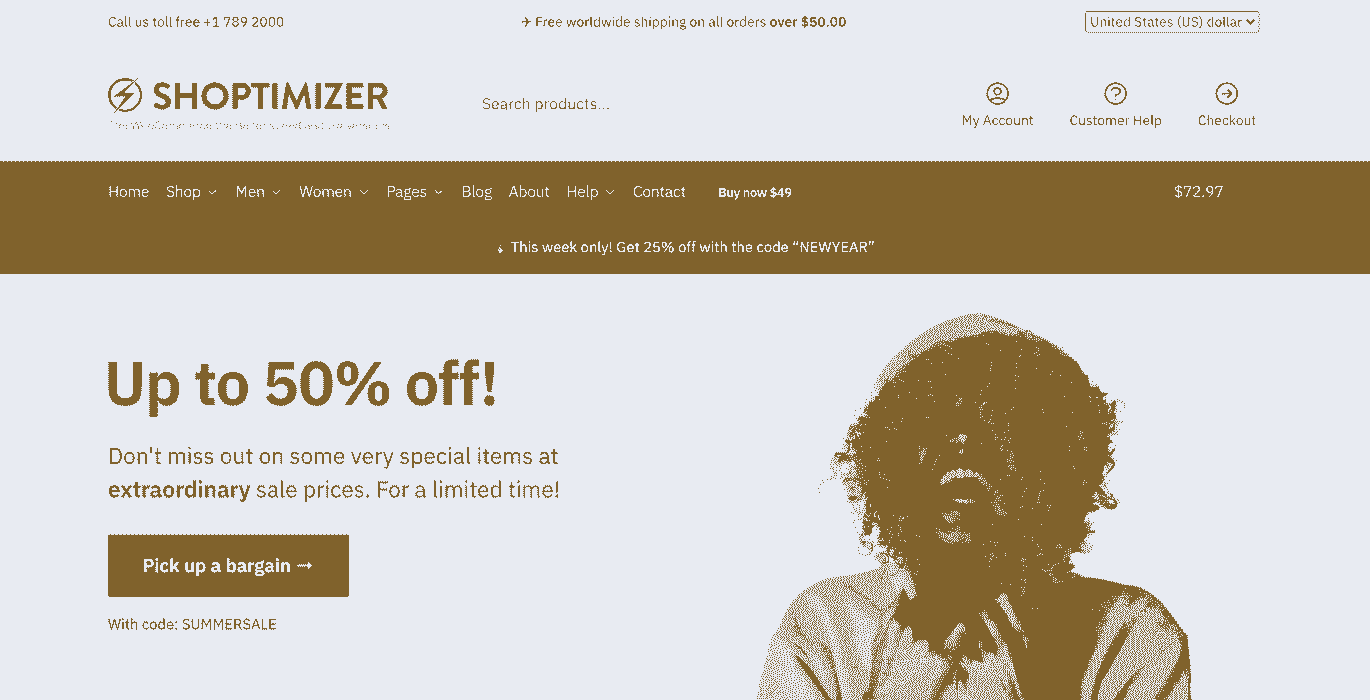 Call us toll free +1 789 2000
✈ Free worldwide shipping on all orders over $50.00
United States (US) dollar
SHOPTIMIZER
Search products...
My Account
Customer Help
Checkout
Home Shop Men Women Pages Blog About Help Contact Buy now $49 $72.97
This week only! Get 25% off with the code “NEWYEAR”
Up to 50% off!
Don't miss out on some very special items at
extraordinary sale prices. For a limited time!
Pick up a bargain →
With code: SUMMERSALE